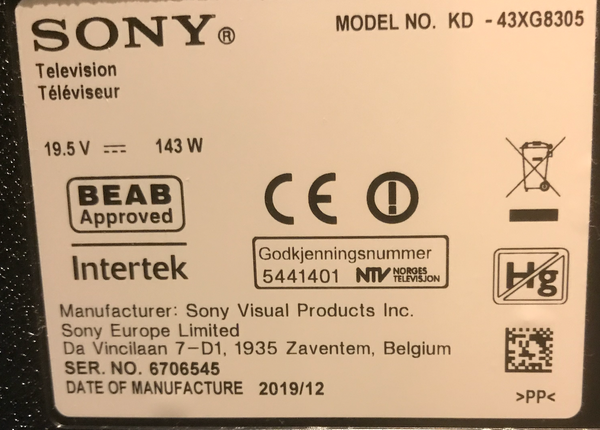 SONY®
MODEL NO. KD - 43XG8305
Television
Téléviseur
19.5 V ⎓ 143 W
BEAB
Approved
Intertek
CE
Godkjenningsnummer
5441401 NTV NORGES
TELEVISJON
Hg
Manufacturer: Sony Visual Products Inc.
Sony Europe Limited
Da Vincilaan 7-D1, 1935 Zaventem, Belgium
SER. NO. 6706545
DATE OF MANUFACTURE 2019/12
>PP<